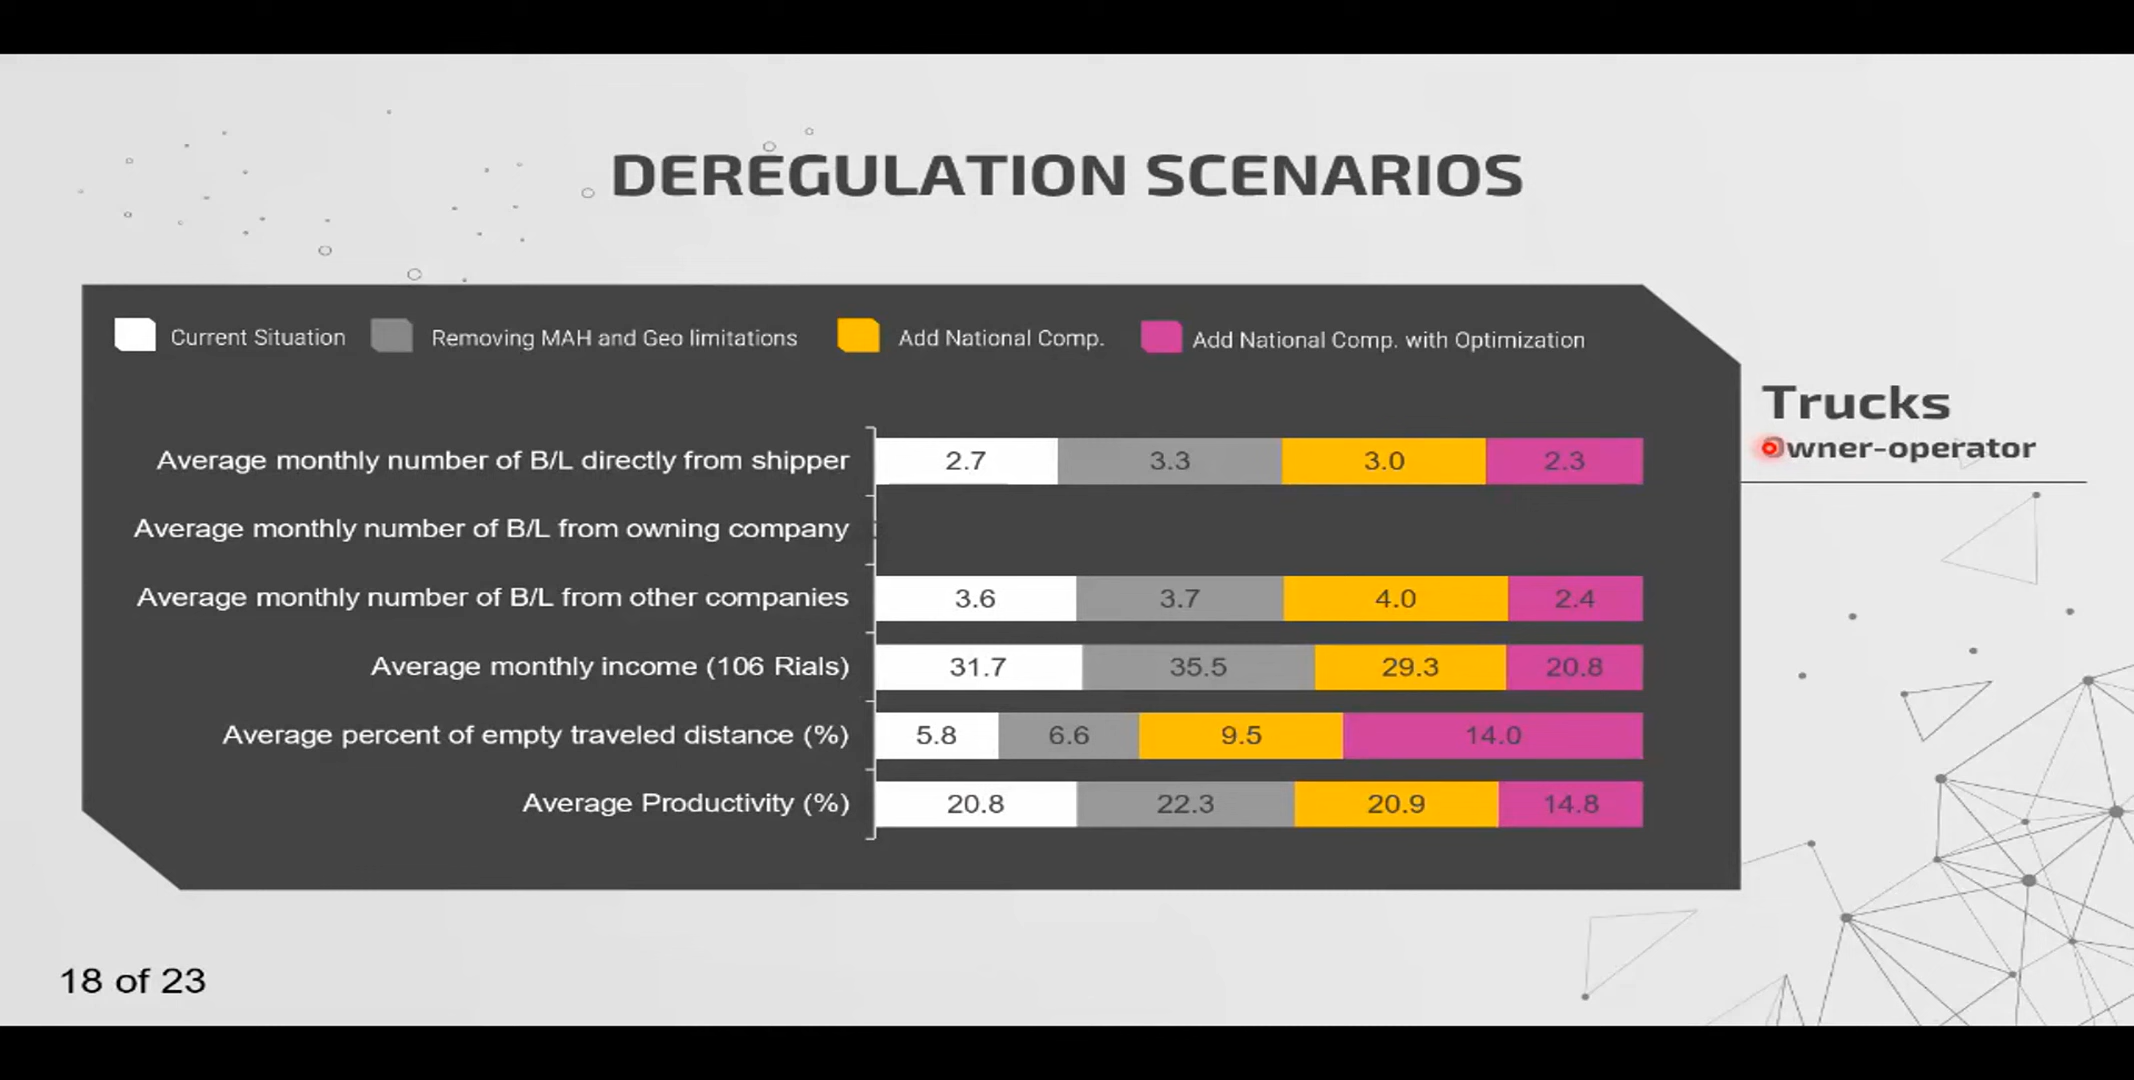 DEREGULATION SCENARIOS
Current Situation
Removing MAH and Geo limitations
Add National Comp.
Add National Comp. with Optimization
Trucks
Owner-operator
Average monthly number of B/L directly from shipper
2.7 3.3 3.0 2.3
Average monthly number of B/L from owning company
Average monthly number of B/L from other companies
3.6 3.7 4.0 2.4
Average monthly income (106 Rials)
31.7 35.5 29.3 20.8
Average percent of empty traveled distance (%)
5.8 6.6 9.5 14.0
Average Productivity (%)
20.8 22.3 20.9 14.8
18 of 23